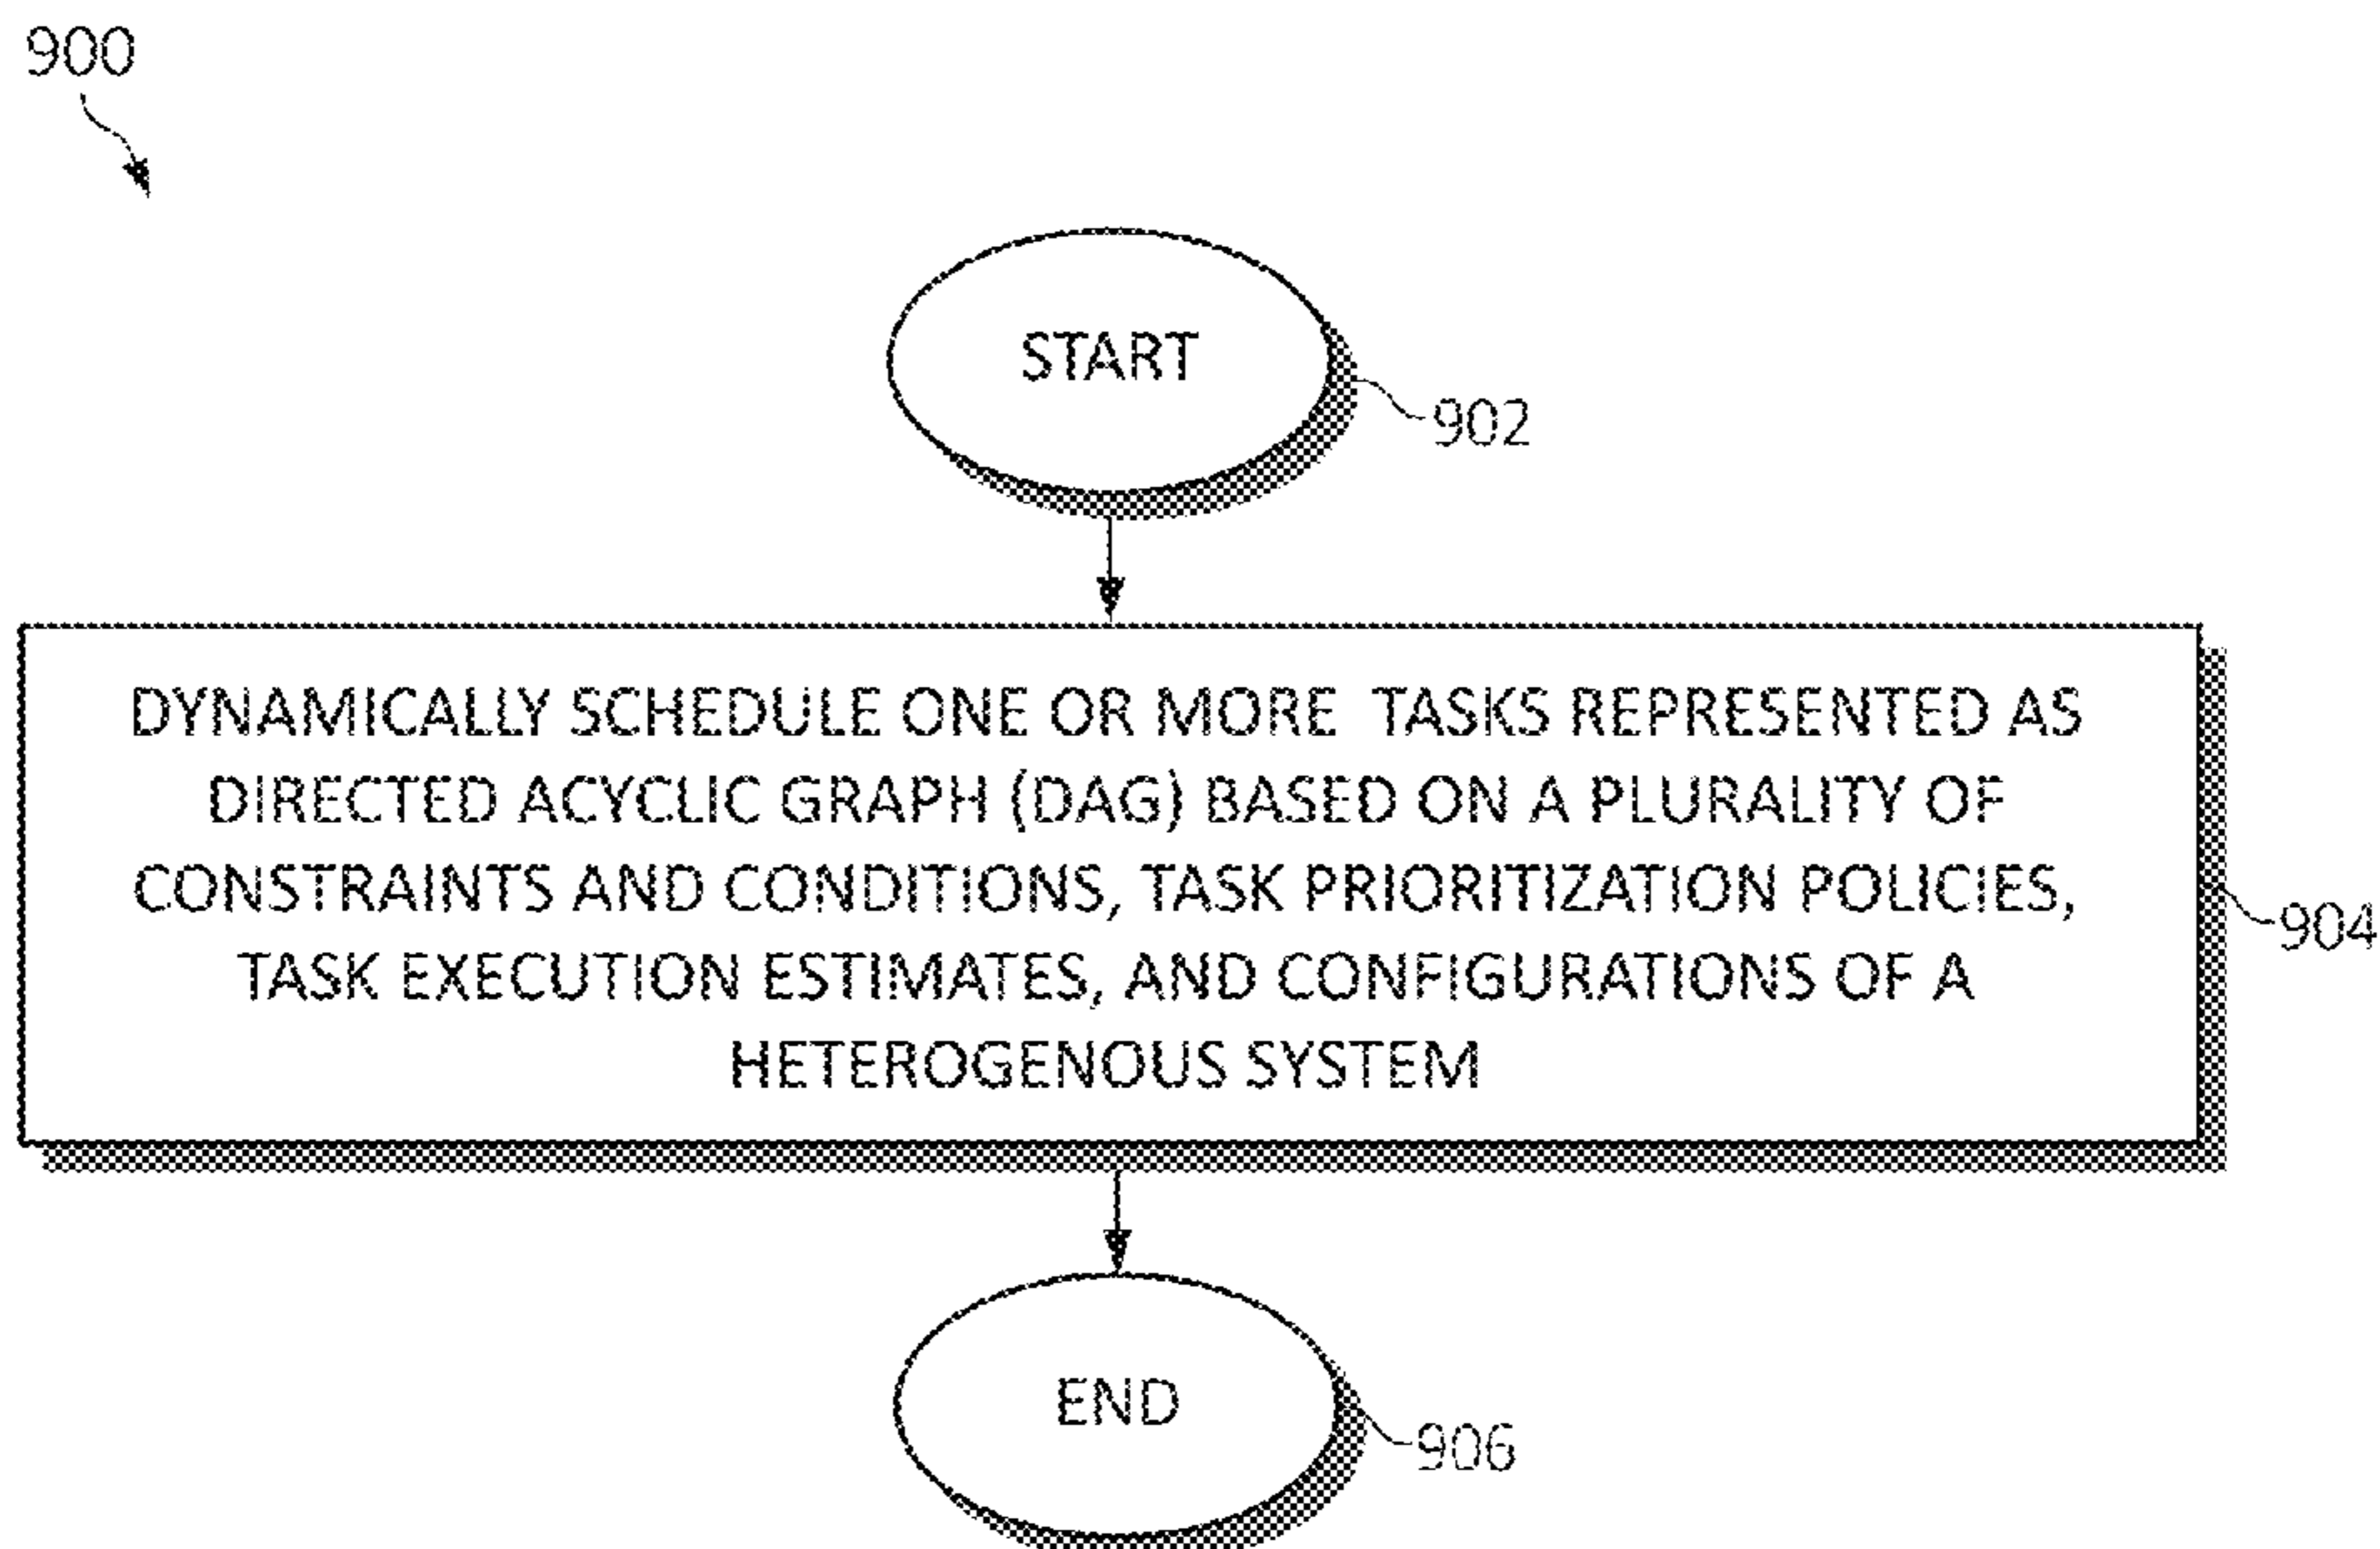 900
START
902
DYNAMICALLY SCHEDULE ONE OR MORE TASKS REPRESENTED AS
DIRECTED ACYCLIC GRAPH (DAG) BASED ON A PLURALITY OF
CONSTRAINTS AND CONDITIONS, TASK PRIORITIZATION POLICIES,
TASK EXECUTION ESTIMATES, AND CONFIGURATIONS OF A
HETEROGENOUS SYSTEM
904
END
906